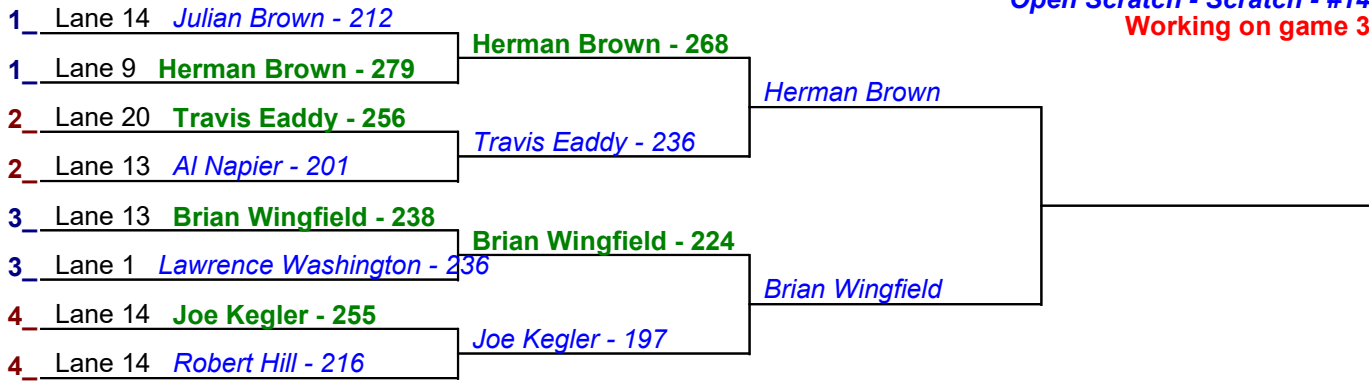 Open Scratch - Scratch - #14
Working on game 3
1_ Lane 14 Julian Brown - 212
Herman Brown - 268
1_ Lane 9 Herman Brown - 279
Herman Brown
2_ Lane 20 Travis Eaddy - 256
Travis Eaddy - 236
2_ Lane 13 Al Napier - 201
3_ Lane 13 Brian Wingfield - 238
Brian Wingfield - 224
3_ Lane 1 Lawrence Washington - 236
Brian Wingfield
4_ Lane 14 Joe Kegler - 255
Joe Kegler - 197
4_ Lane 14 Robert Hill - 216